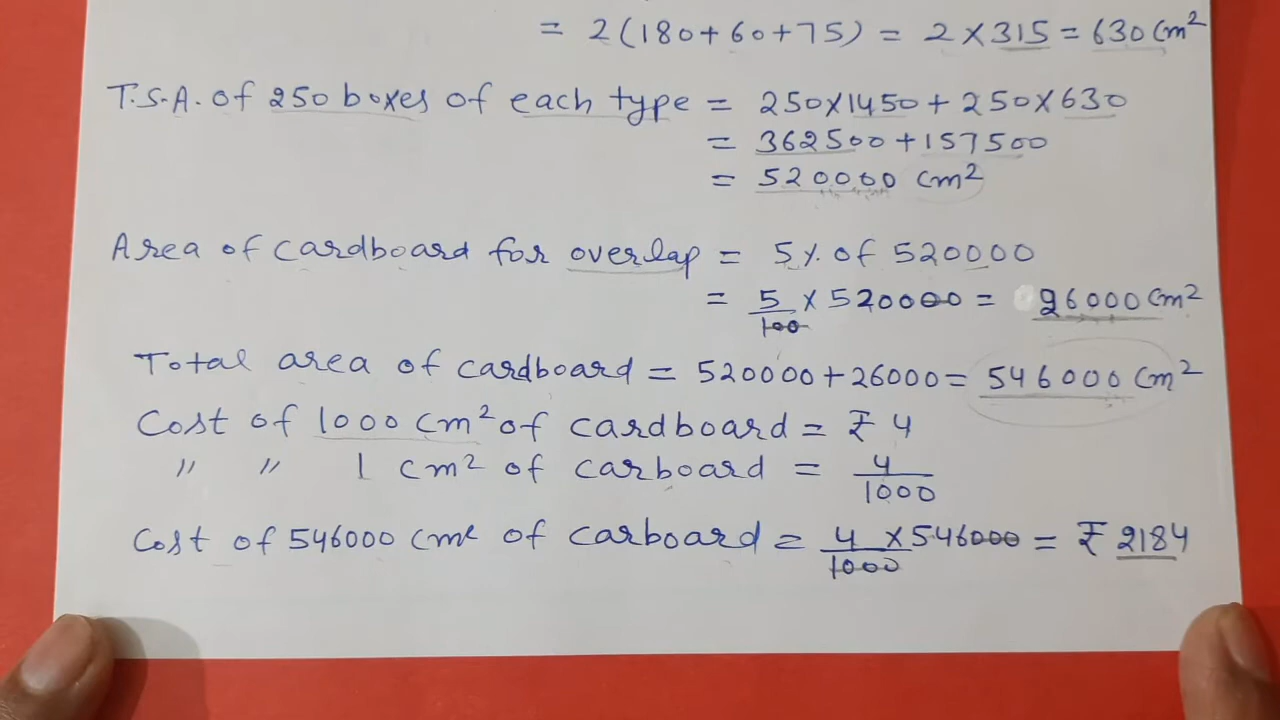 = 2(180+60+75) = 2×315 = 630 cm²
T.S.A. of 250 boxes of each type = 250×1450 + 250×630
= 362500 + 157500
= 520000 cm²
Area of cardboard for overlap = 5% of 520000
= 5/100 × 520000 = 26000 cm²
Total area of cardboard = 520000 + 26000 = 546000 cm²
Cost of 1000 cm² of cardboard = ₹ 4
〃 〃 1 cm² of carboard = 4/1000
Cost of 546000 cm² of carboard = 4/1000 × 546000 = ₹ 2184